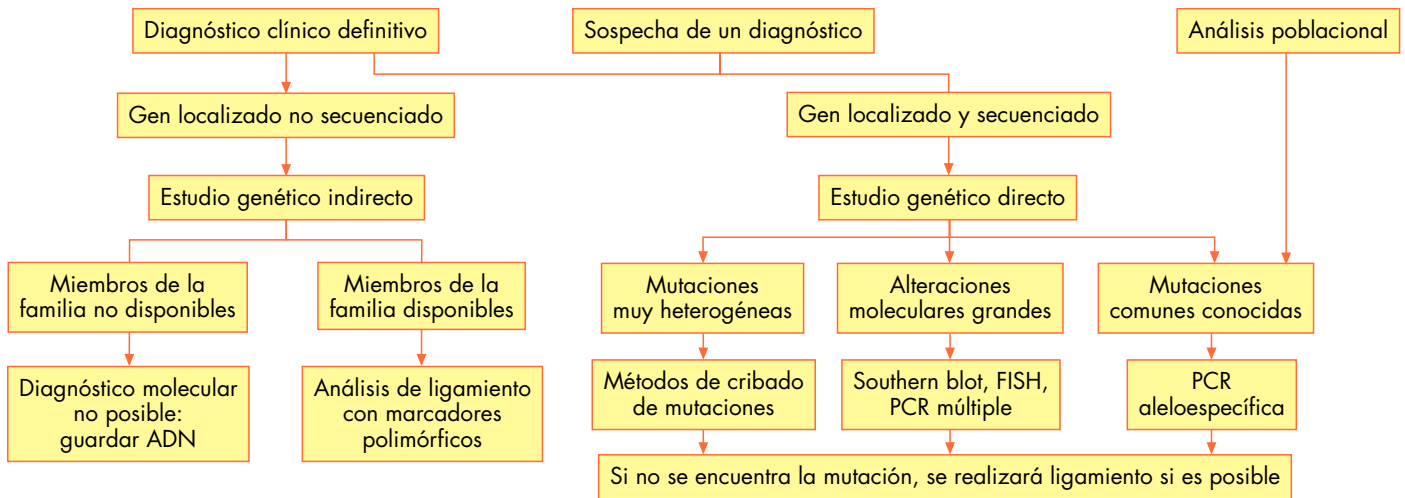 Diagnóstico clínico definitivo
Sospecha de un diagnóstico
Análisis poblacional
Gen localizado no secuenciado
Gen localizado y secuenciado
Estudio genético indirecto
Estudio genético directo
Miembros de la
familia no disponibles
Miembros de la
familia disponibles
Mutaciones
muy heterogéneas
Alteraciones
moleculares grandes
Mutaciones
comunes conocidas
Diagnóstico molecular
no posible:
guardar ADN
Análisis de ligamiento
con marcadores
polimórficos
Métodos de cribado
de mutaciones
Southern blot, FISH,
PCR múltiple
PCR
aleloespecífica
Si no se encuentra la mutación, se realizará ligamiento si es posible